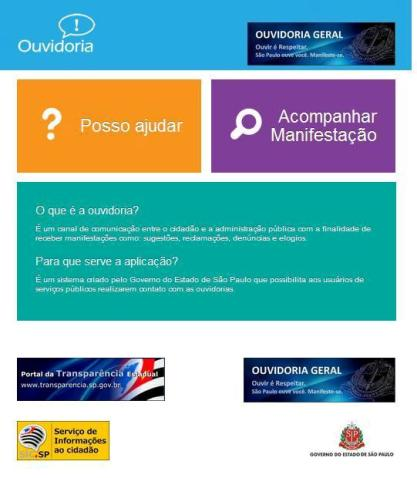 Ouvidoria
OUVIDORIA GERAL
Ouvir é Respeitar.
São Paulo ouve você. Manifeste-se.
Posso ajudar
Acompanhar
Manifestação
O que é a ouvidoria?
É um canal de comunicação entre o cidadão e a administração pública com a finalidade de
receber manifestações como: sugestões, reclamações, denúncias e elogios.
Para que serve a aplicação?
É um sistema criado pelo Governo do Estado de São Paulo que possibilita aos usuários de
serviços públicos realizarem contato com as ouvidorias.
Portal da Transparência Estadual
www.transparencia.sp.gov.br
OUVIDORIA GERAL
Ouvir é Respeitar.
São Paulo ouve você. Manifeste-se.
SIC.SP
Serviço de
Informações
ao cidadão
GOVERNO DO ESTADO DE SÃO PAULO